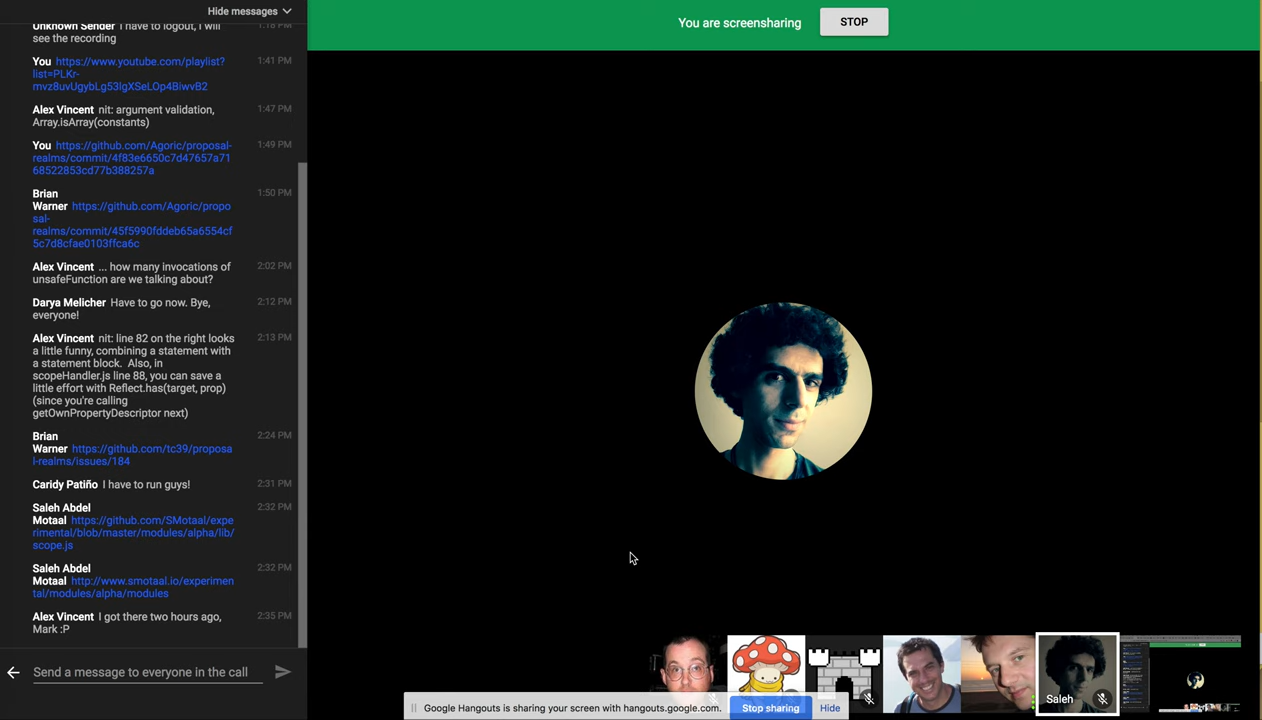 Hide messages
Unknown Sender I have to logout, I will 1:18 PM
see the recording
You https://www.youtube.com/playlist? 1:41 PM
list=PLKr-
mvz8uvUgybLg53lgXSeLOp4BiwvB2
Alex Vincent nit: argument validation, 1:47 PM
Array.isArray(constants)
You https://github.com/Agoric/proposal- 1:49 PM
realms/commit/4f83e6650c7d47657a71
68522853cd77b388257a
Brian 1:50 PM
Warner https://github.com/Agoric/propo
sal-
realms/commit/45f5990fddeb65a6554cf
5c7d8cfae0103ffca6c
Alex Vincent ... how many invocations of 2:02 PM
unsafeFunction are we talking about?
Darya Melicher Have to go now. Bye, 2:12 PM
everyone!
Alex Vincent nit: line 82 on the right looks 2:13 PM
a little funny, combining a statement with
a statement block. Also, in
scopeHandler.js line 88, you can save a
little effort with Reflect.has(target, prop)
(since you're calling
getOwnPropertyDescriptor next)
Brian 2:24 PM
Warner https://github.com/tc39/proposa
l-realms/issues/184
Caridy Patiño I have to run guys! 2:31 PM
Saleh Abdel 2:32 PM
Motaal https://github.com/SMotaal/expe
rimental/blob/master/modules/alpha/lib/
scope.js
Saleh Abdel 2:32 PM
Motaal http://www.smotaal.io/experimen
tal/modules/alpha/modules
Alex Vincent I got there two hours ago, 2:35 PM
Mark :P
Send a message to everyone in the call
You are screensharing STOP
Saleh
Google Hangouts is sharing your screen with hangouts.google.com. Stop sharing Hide